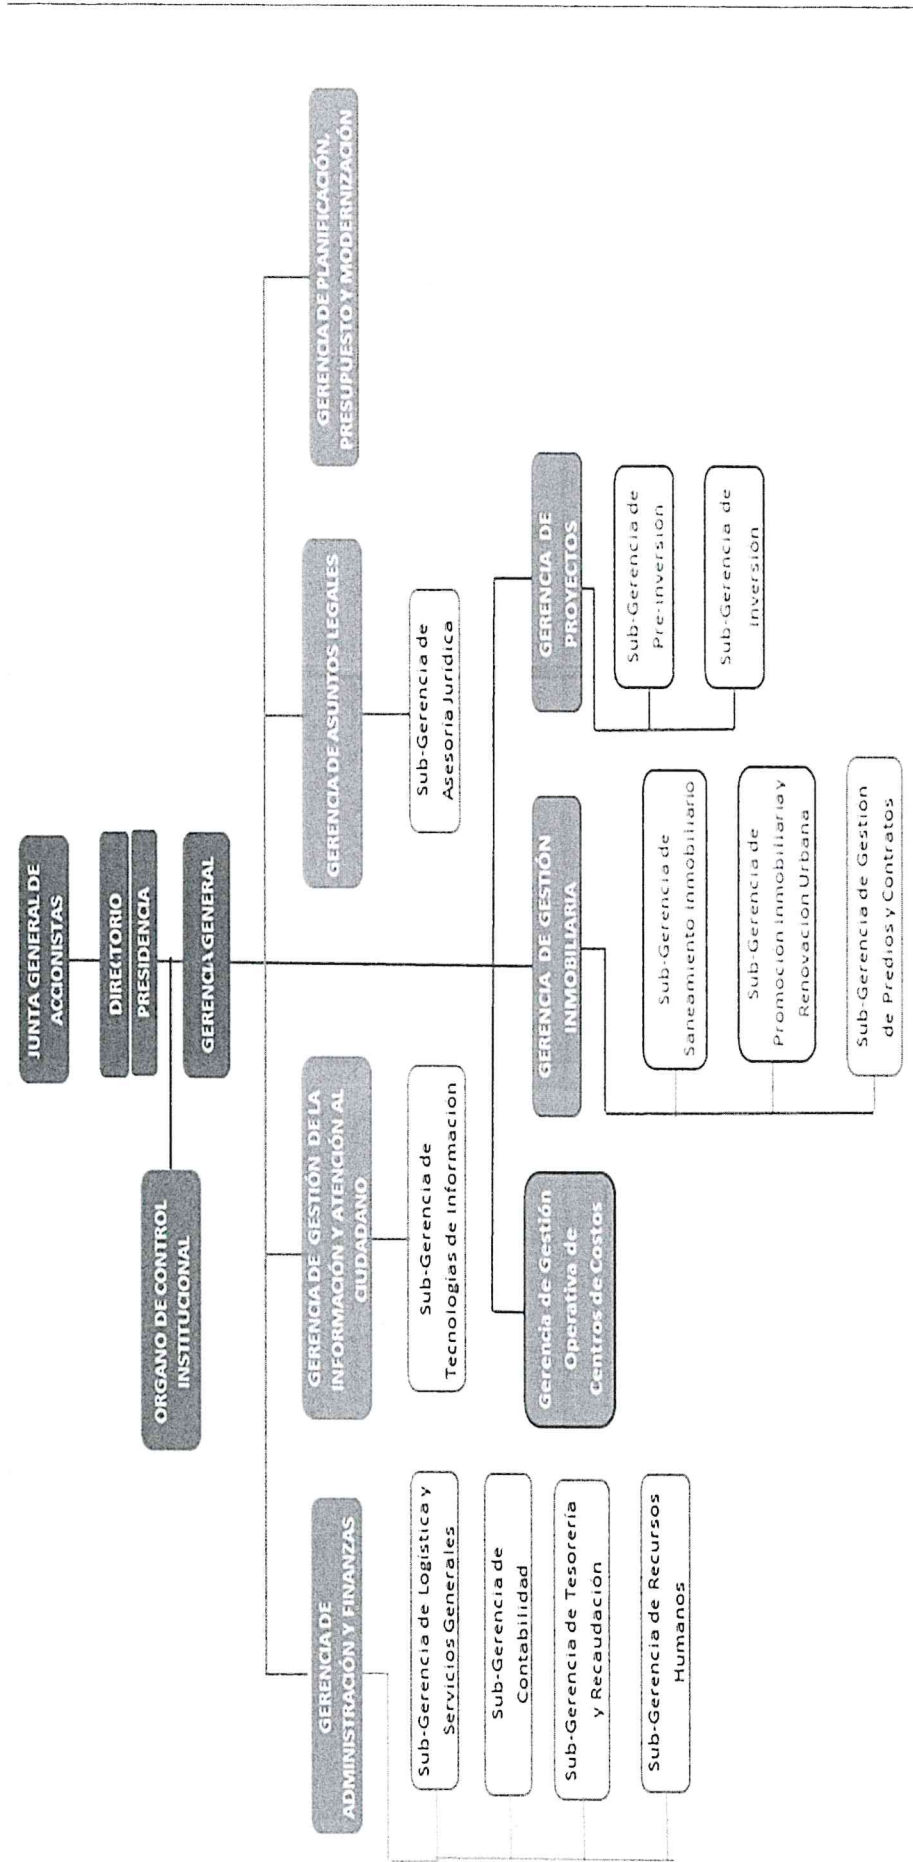 JUNTA GENERAL DE
ACCIONISTAS
DIRECTORIO
PRESIDENCIA
ORGANO DE CONTROL
INSTITUCIONAL
GERENCIA GENERAL
GERENCIA DE
ADMINISTRACIÓN Y FINANZAS
Sub-Gerencia de Logística y
Servicios Generales
Sub-Gerencia de
Contabilidad
Sub-Gerencia de Tesorería
y Recaudación
Sub-Gerencia de Recursos
Humanos
GERENCIA DE GESTIÓN DE LA
INFORMACIÓN Y ATENCIÓN AL
CIUDADANO
Sub-Gerencia de
Tecnologías de Información
GERENCIA DE ASUNTOS LEGALES
Sub-Gerencia de
Asesoría Jurídica
GERENCIA DE PLANIFICACIÓN,
PRESUPUESTO Y MODERNIZACIÓN
Gerencia de Gestión
Operativa de
Centros de Costos
GERENCIA DE GESTIÓN
INMOBILIARIA
Sub-Gerencia de
Saneamiento Inmobiliario
Sub-Gerencia de
Promoción Inmobiliaria y
Renovación Urbana
Sub-Gerencia de Gestión
de Predios y Contratos
GERENCIA DE
PROYECTOS
Sub-Gerencia de
Pre-inversión
Sub-Gerencia de
Inversión